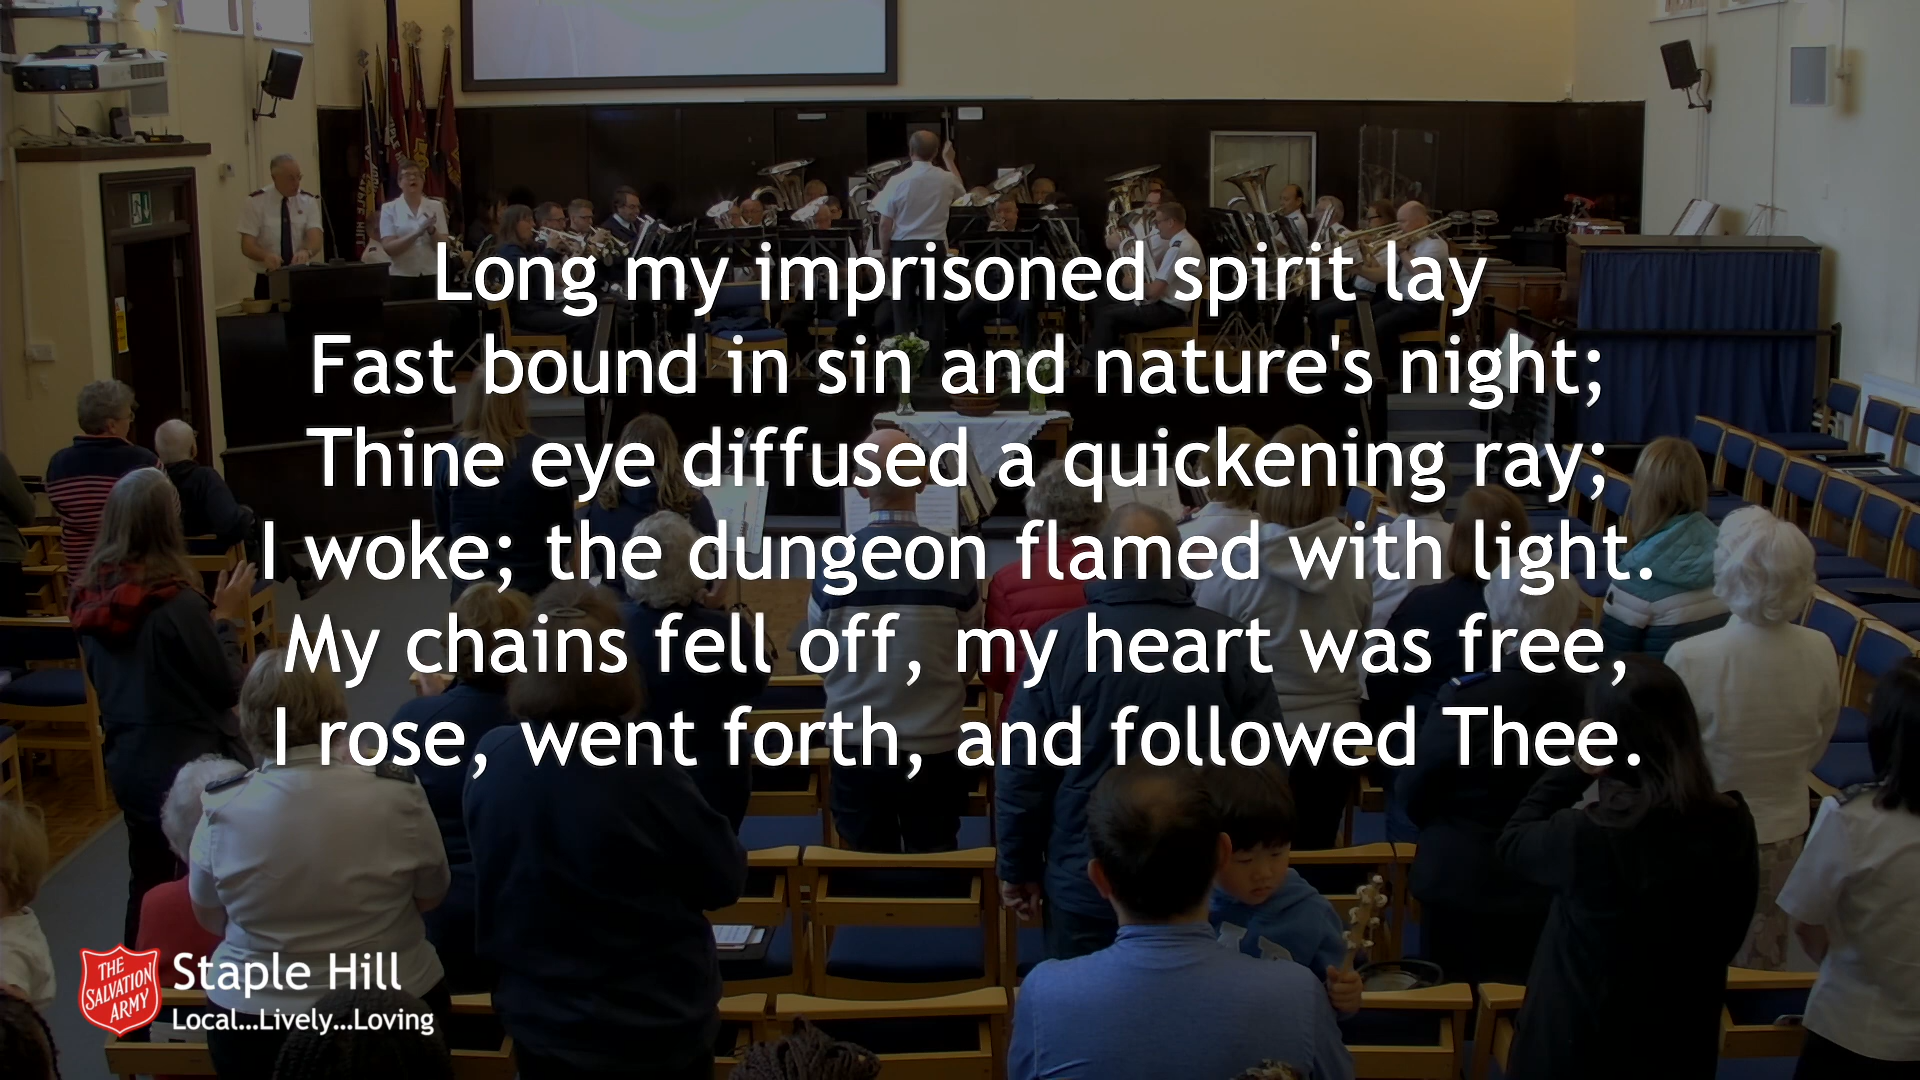 Long my imprisoned spirit lay
Fast bound in sin and nature's night;
Thine eye diffused a quickening ray;
I woke; the dungeon flamed with light.
My chains fell off, my heart was free,
I rose, went forth, and followed Thee.
THE
SALVATION
ARMY
Staple Hill
Local...Lively...Loving